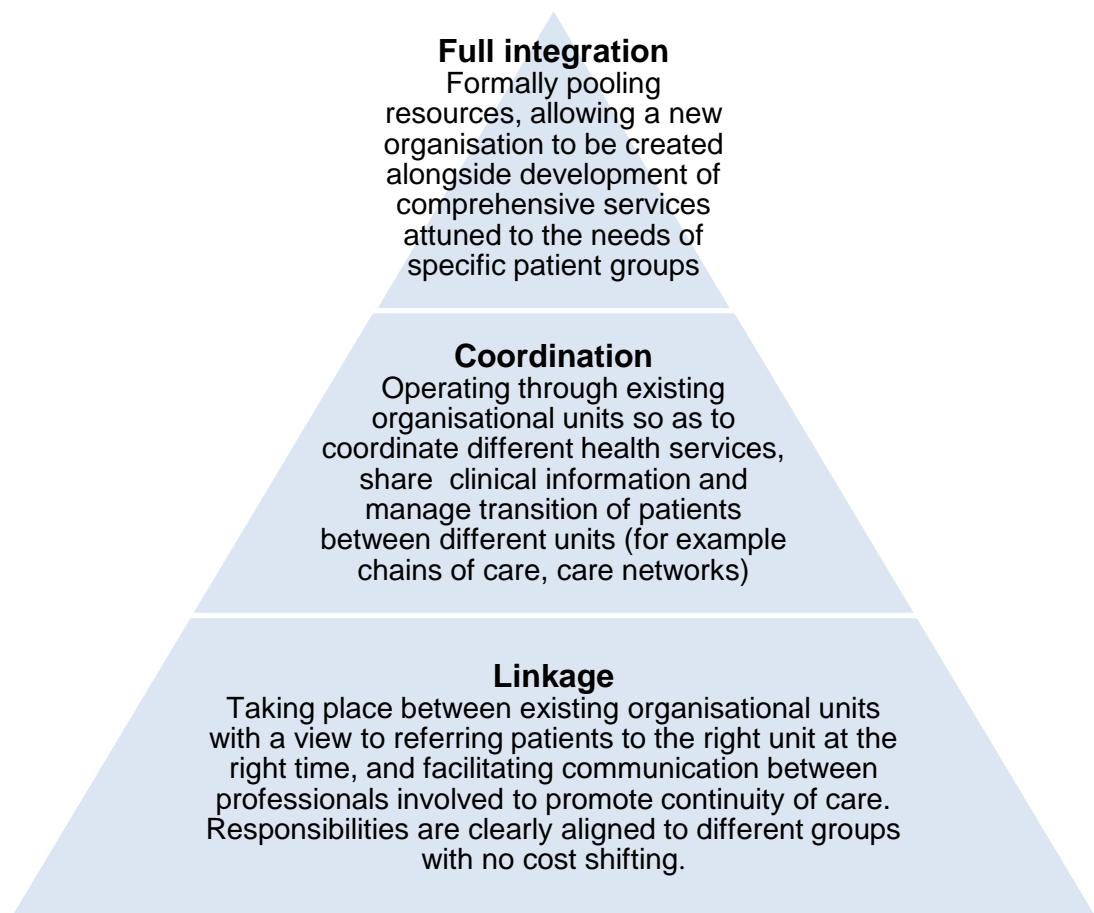 Full integration
Formally pooling
resources, allowing a new
organisation to be created
alongside development of
comprehensive services
attuned to the needs of
specific patient groups
Coordination
Operating through existing
organisational units so as to
coordinate different health services,
share  clinical information and
manage transition of patients
between different units (for example
chains of care, care networks)
Linkage
Taking place between existing organisational units
with a view to referring patients to the right unit at the
right time, and facilitating communication between
professionals involved to promote continuity of care.
Responsibilities are clearly aligned to different groups
with no cost shifting.